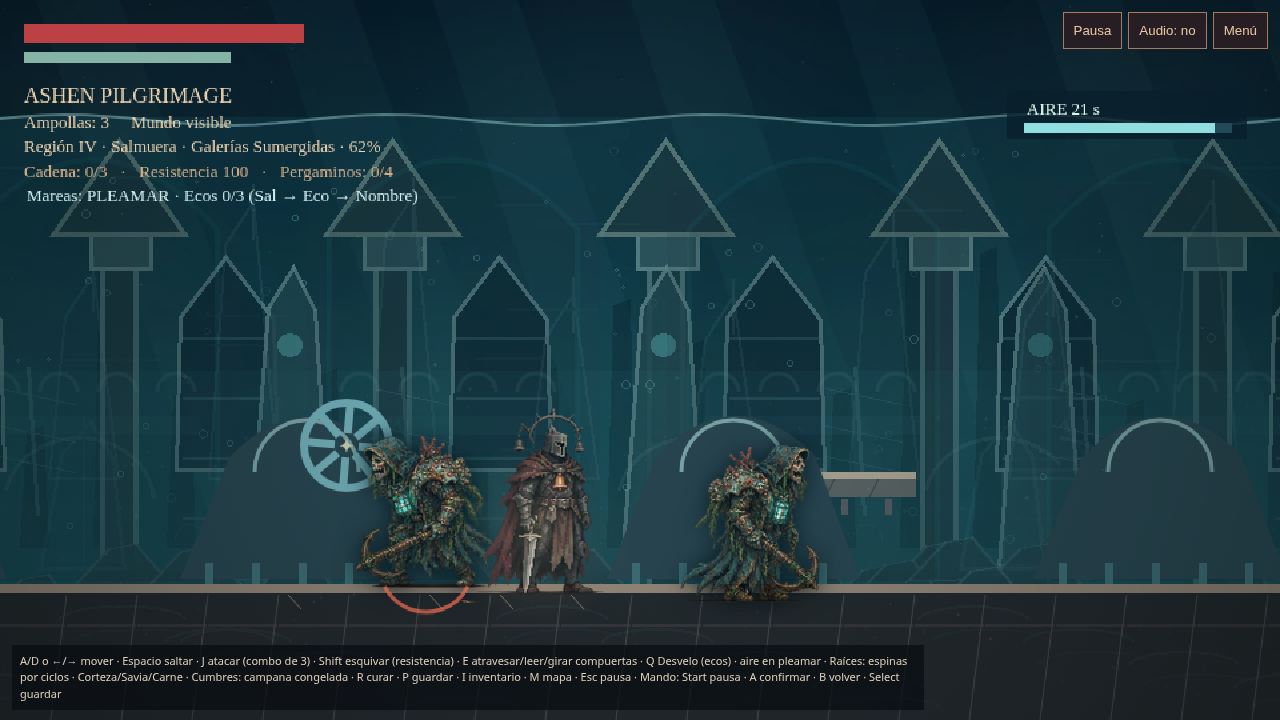 Pausa
Audio: no
Menú
ASHEN PILGRIMAGE
Ampollas: 3 Mundo visible
AIRE 21 s
Región IV · Salmuera · Galerías Sumergidas · 62%
Cadena: 0/3 · Resistencia 100 · Pergaminos: 0/4
Mareas: PLEAMAR · Ecos 0/3 (Sal → Eco → Nombre)
A/D o ←/→ mover · Espacio saltar · J atacar (combo de 3) · Shift esquivar (resistencia) · E atravesar/leer/girar compuertas · Q Desvelo (ecos) · aire en pleamar · Raíces: espinas
por ciclos · Corteza/Savia/Carne · Cumbres: campana congelada · R curar · P guardar · I inventario · M mapa · Esc pausa · Mando: Start pausa · A confirmar · B volver · Select
guardar